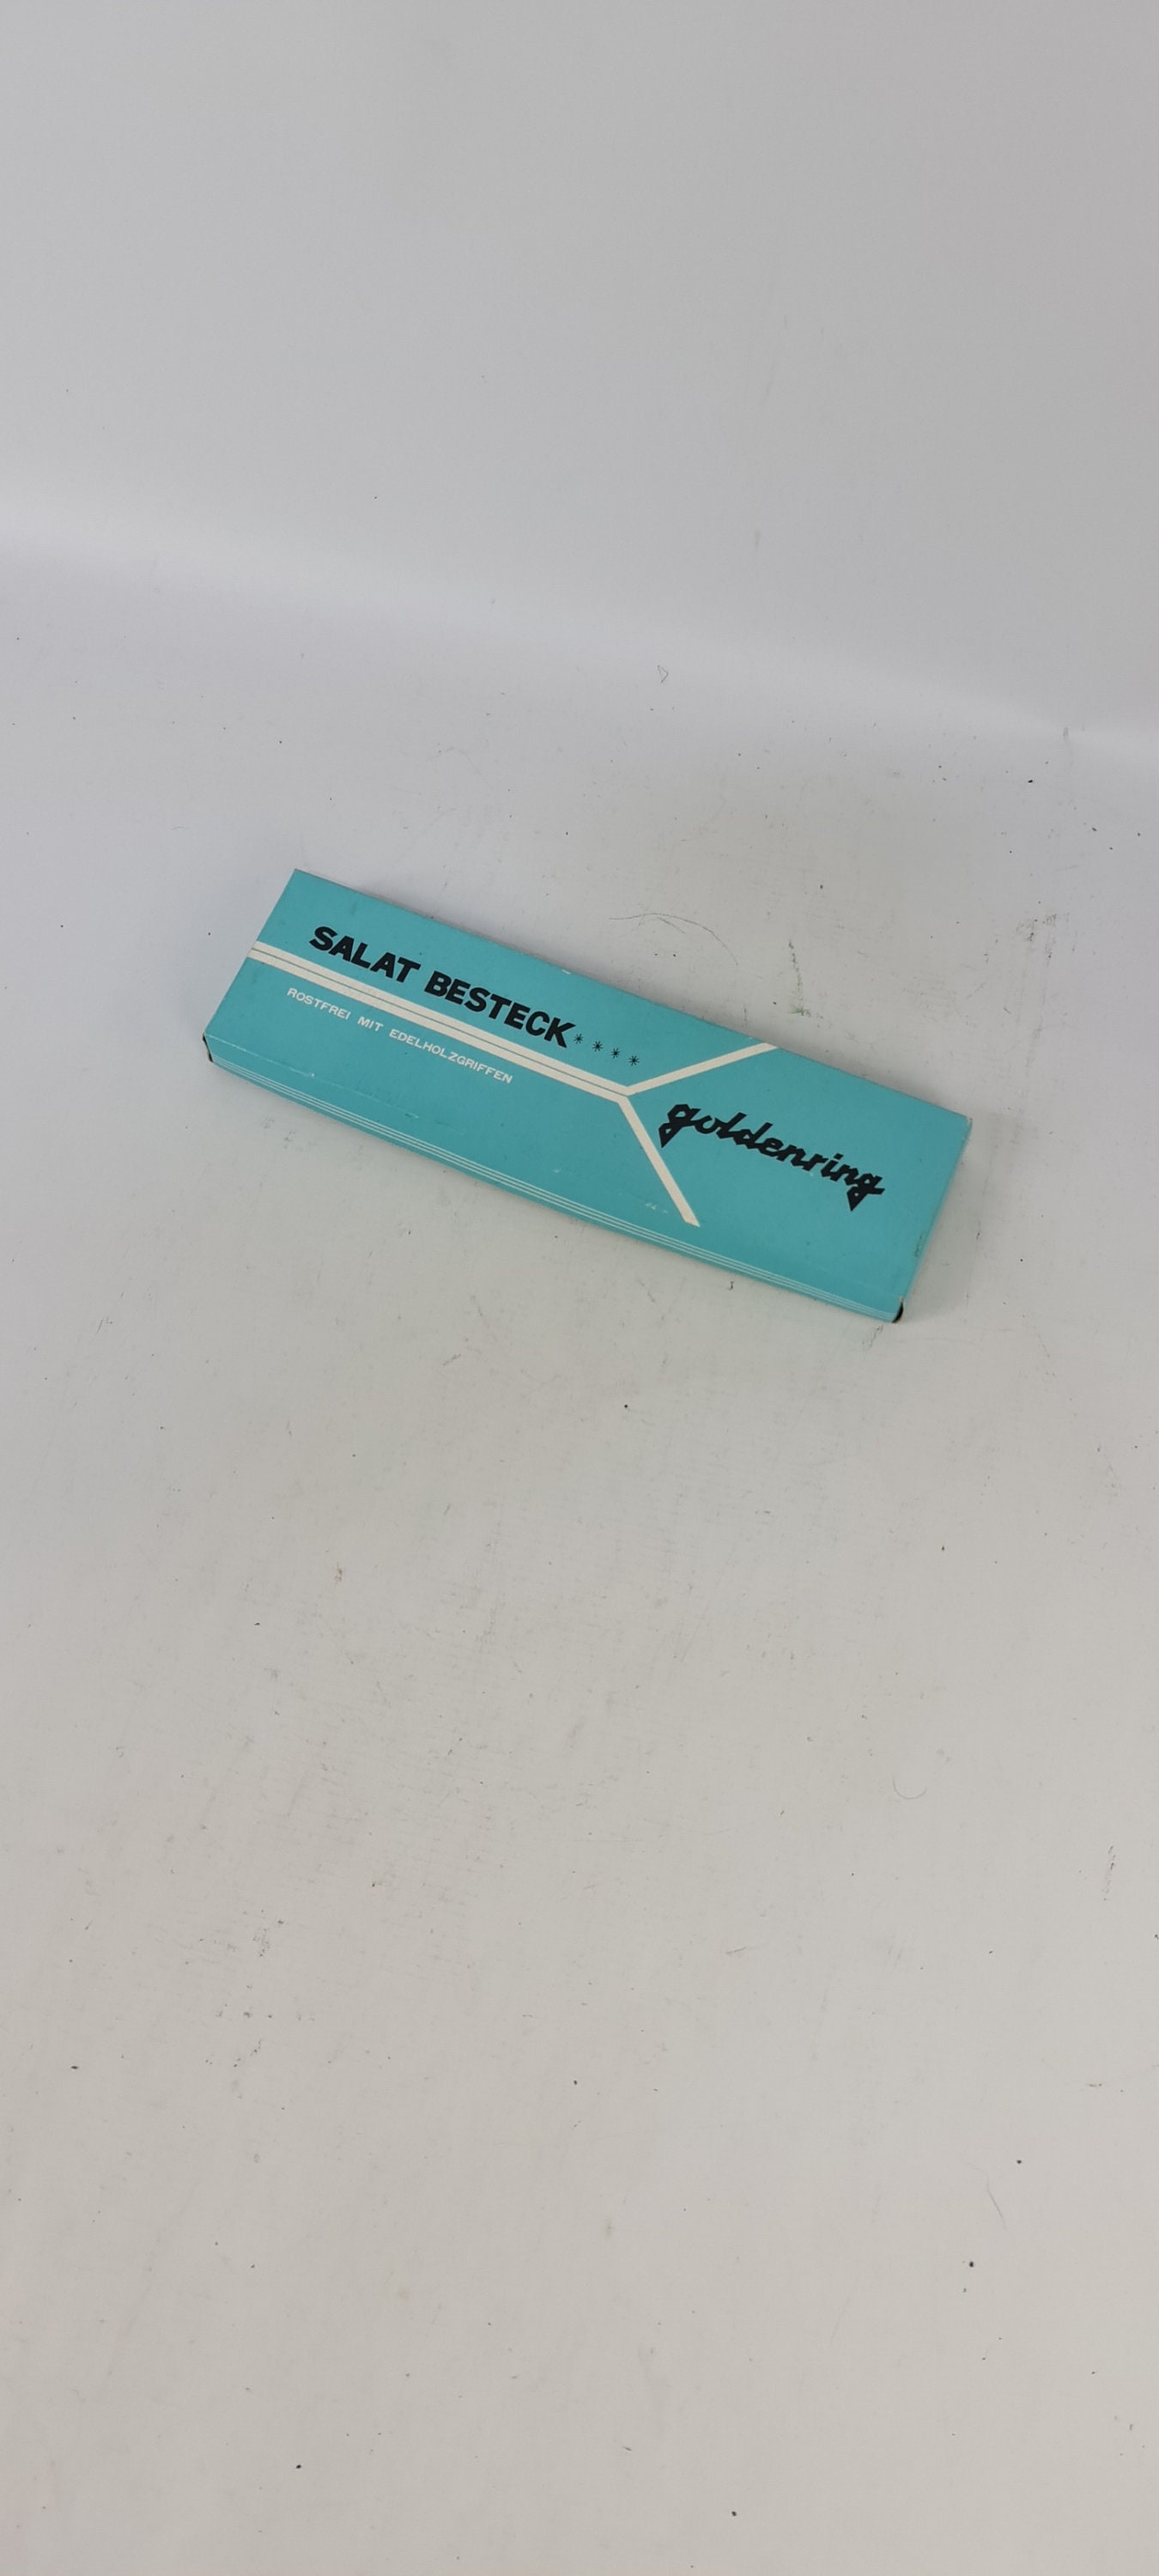 SALAT BESTECK****
ROSTFREI MIT EDELHOLZGRIFFEN
goldenring